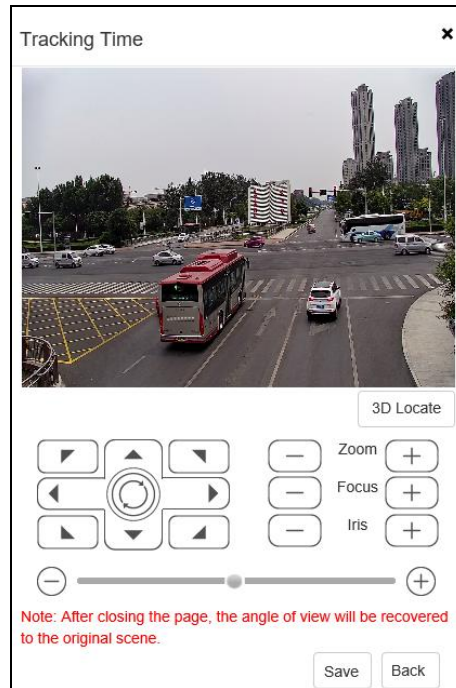 Tracking Time
3D Locate
Zoom
Focus
Iris
Note: After closing the page, the angle of view will be recovered
to the original scene.
Save Back